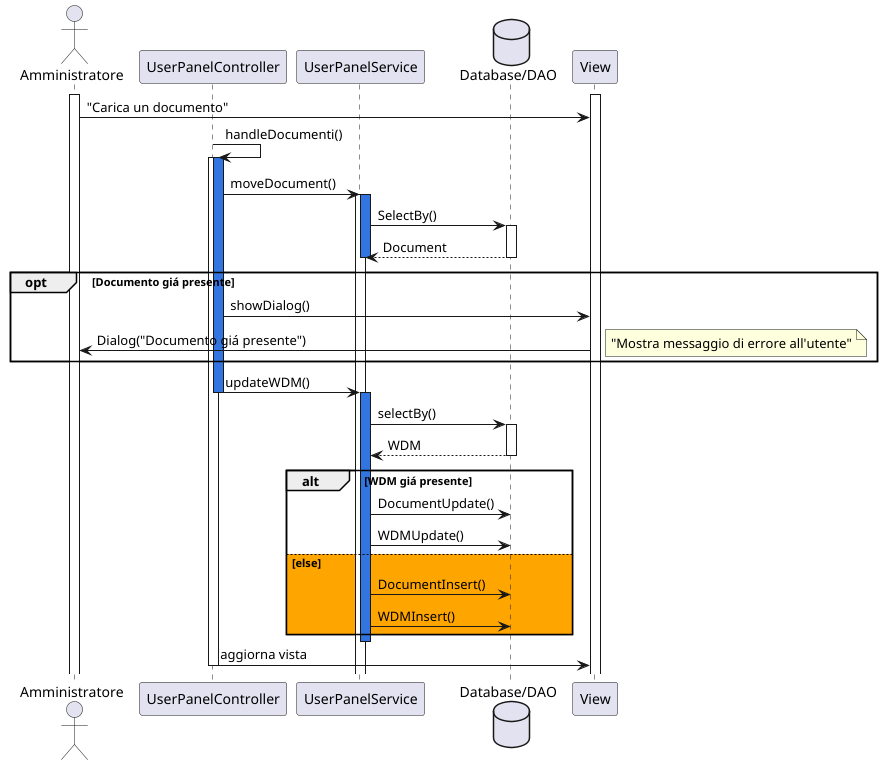 Amministratore
UserPanelController
UserPanelService
Database/DAO
View
"Carica un documento"
handleDocumenti()
moveDocument()
SelectBy()
Document
opt
[Documento giá presente]
showDialog()
Dialog("Documento giá presente")
"Mostra messaggio di errore all'utente"
updateWDM()
selectBy()
WDM
alt
[WDM giá presente]
DocumentUpdate()
WDMUpdate()
[else]
DocumentInsert()
WDMInsert()
aggiorna vista
Amministratore
UserPanelController
UserPanelService
Database/DAO
View